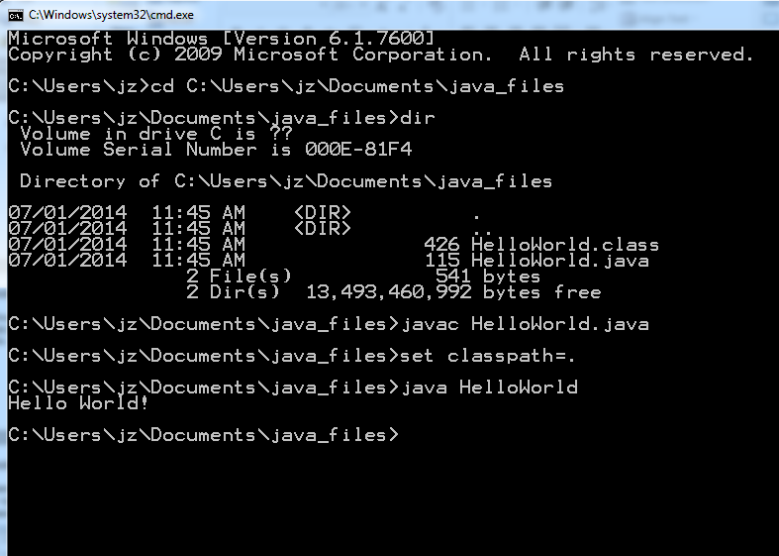 C:\Windows\system32\cmd.exe
Microsoft Windows [Version 6.1.7600]
Copyright (c) 2009 Microsoft Corporation.  All rights reserved.
C:\Users\jz>cd C:\Users\jz\Documents\java_files
C:\Users\jz\Documents\java_files>dir
 Volume in drive C is ??
 Volume Serial Number is 000E-81F4
 Directory of C:\Users\jz\Documents\java_files
07/01/2014  11:45 AM    <DIR>          .
07/01/2014  11:45 AM    <DIR>          ..
07/01/2014  11:45 AM               426 HelloWorld.class
07/01/2014  11:45 AM               115 HelloWorld.java
               2 File(s)            541 bytes
               2 Dir(s)  13,493,460,992 bytes free
C:\Users\jz\Documents\java_files>javac HelloWorld.java
C:\Users\jz\Documents\java_files>set classpath=.
C:\Users\jz\Documents\java_files>java HelloWorld
Hello World!
C:\Users\jz\Documents\java_files>